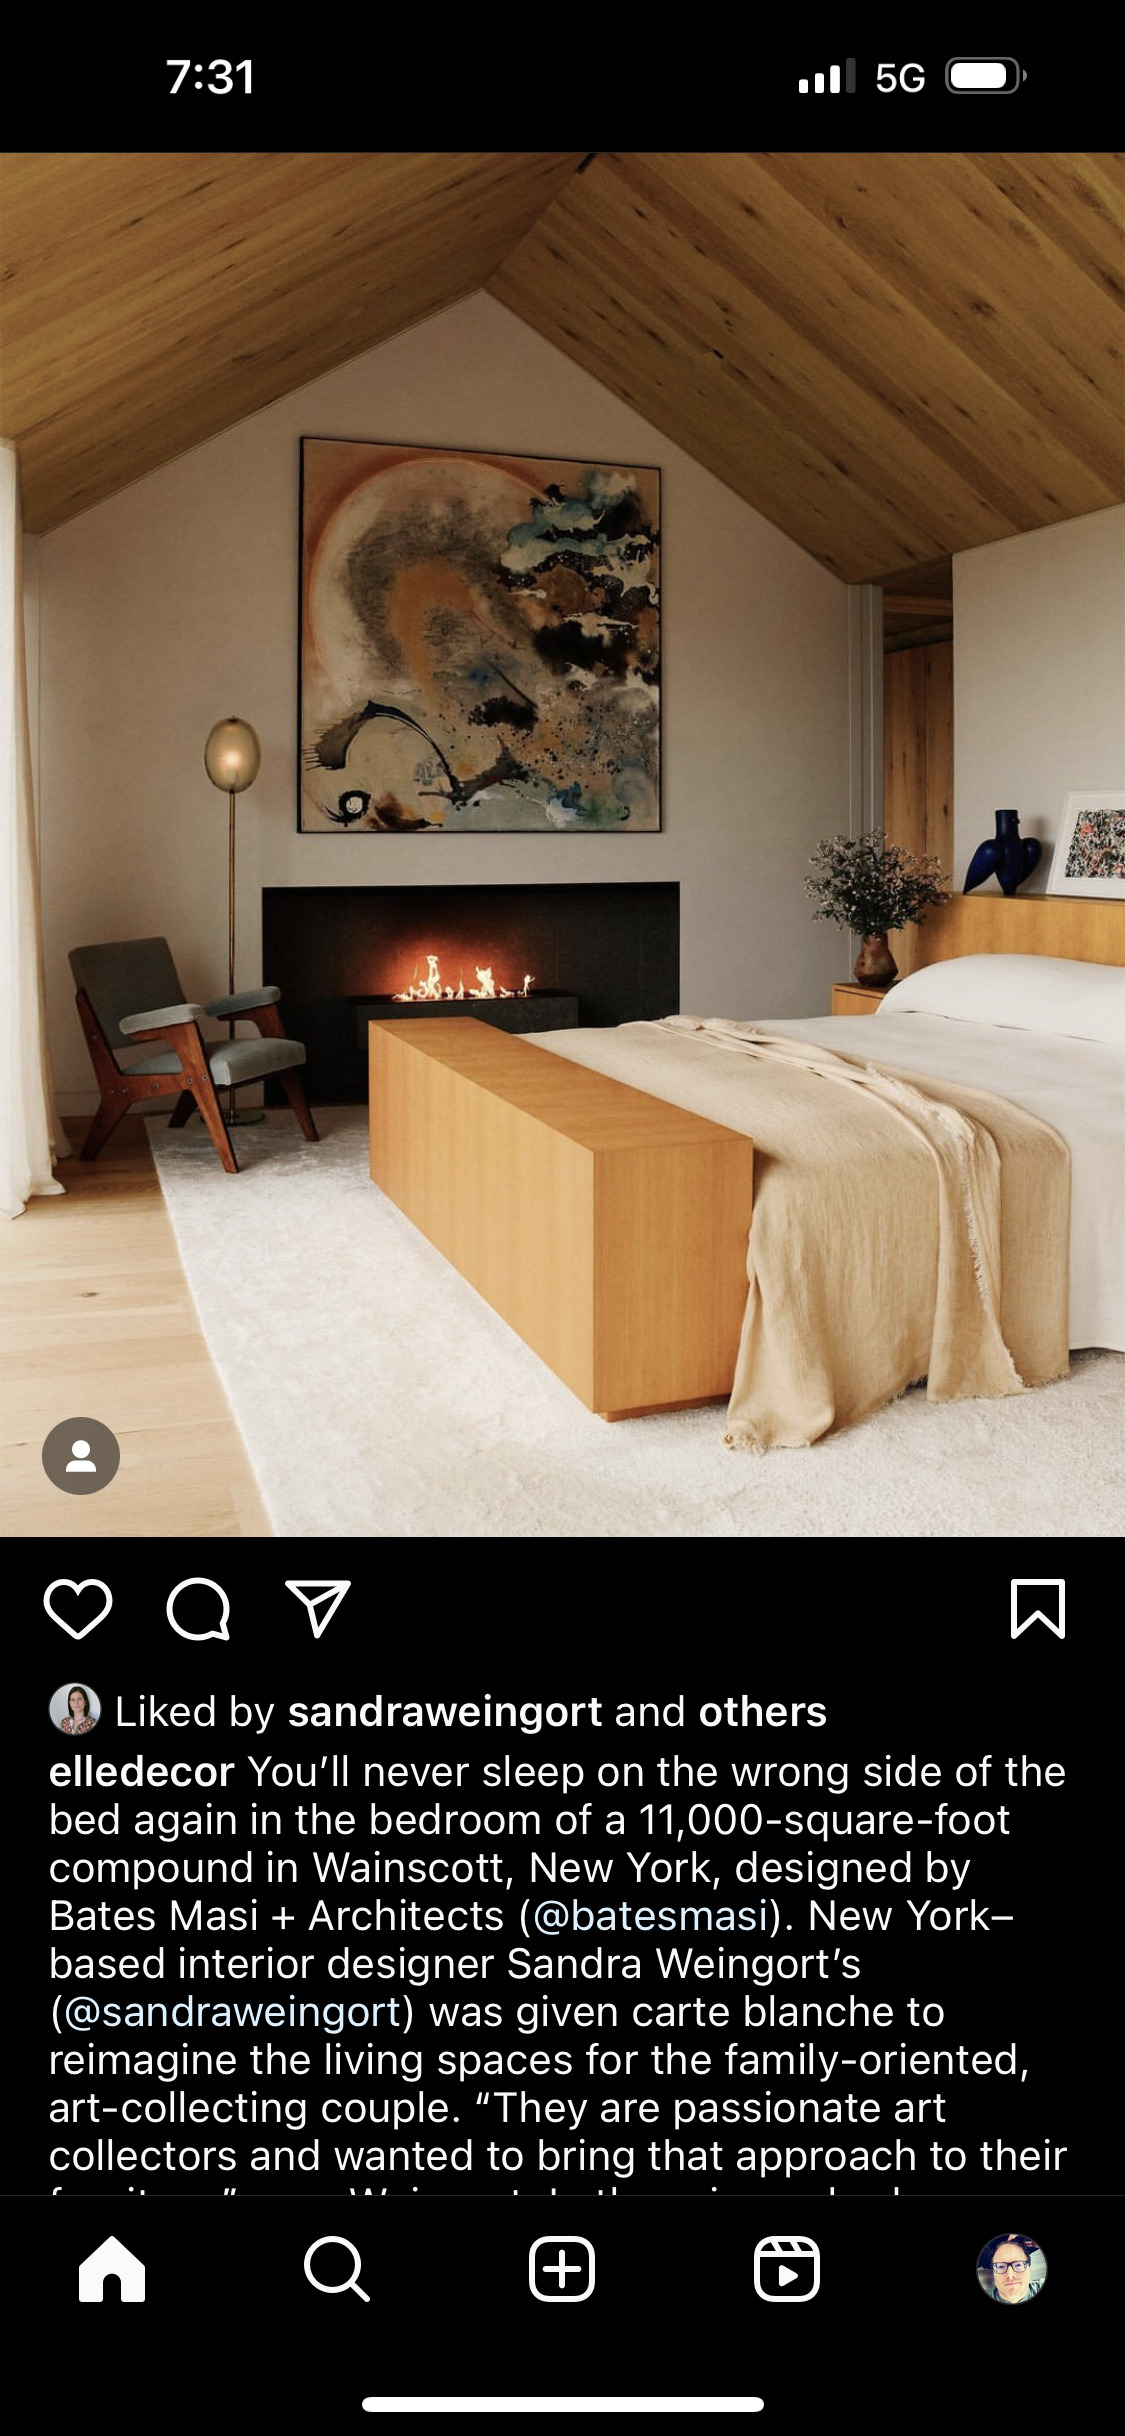 7:31
5G
Liked by sandraweingort and others
elledecor You’ll never sleep on the wrong side of the
bed again in the bedroom of a 11,000-square-foot
compound in Wainscott, New York, designed by
Bates Masi + Architects (@batesmasi). New York–
based interior designer Sandra Weingort’s
(@sandraweingort) was given carte blanche to
reimagine the living spaces for the family-oriented,
art-collecting couple. “They are passionate art
collectors and wanted to bring that approach to their